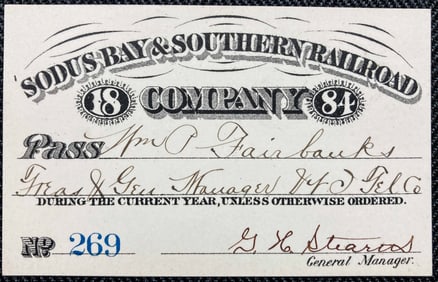 SODUS BAY & SOUTHERN RAILROAD
18 COMPANY 84
Pass Wm P Fairbanks
Treas & Gen Manager V & I Tel Co
DURING THE CURRENT YEAR, UNLESS OTHERWISE ORDERED.
No 269 G. H. Stearns
General Manager.